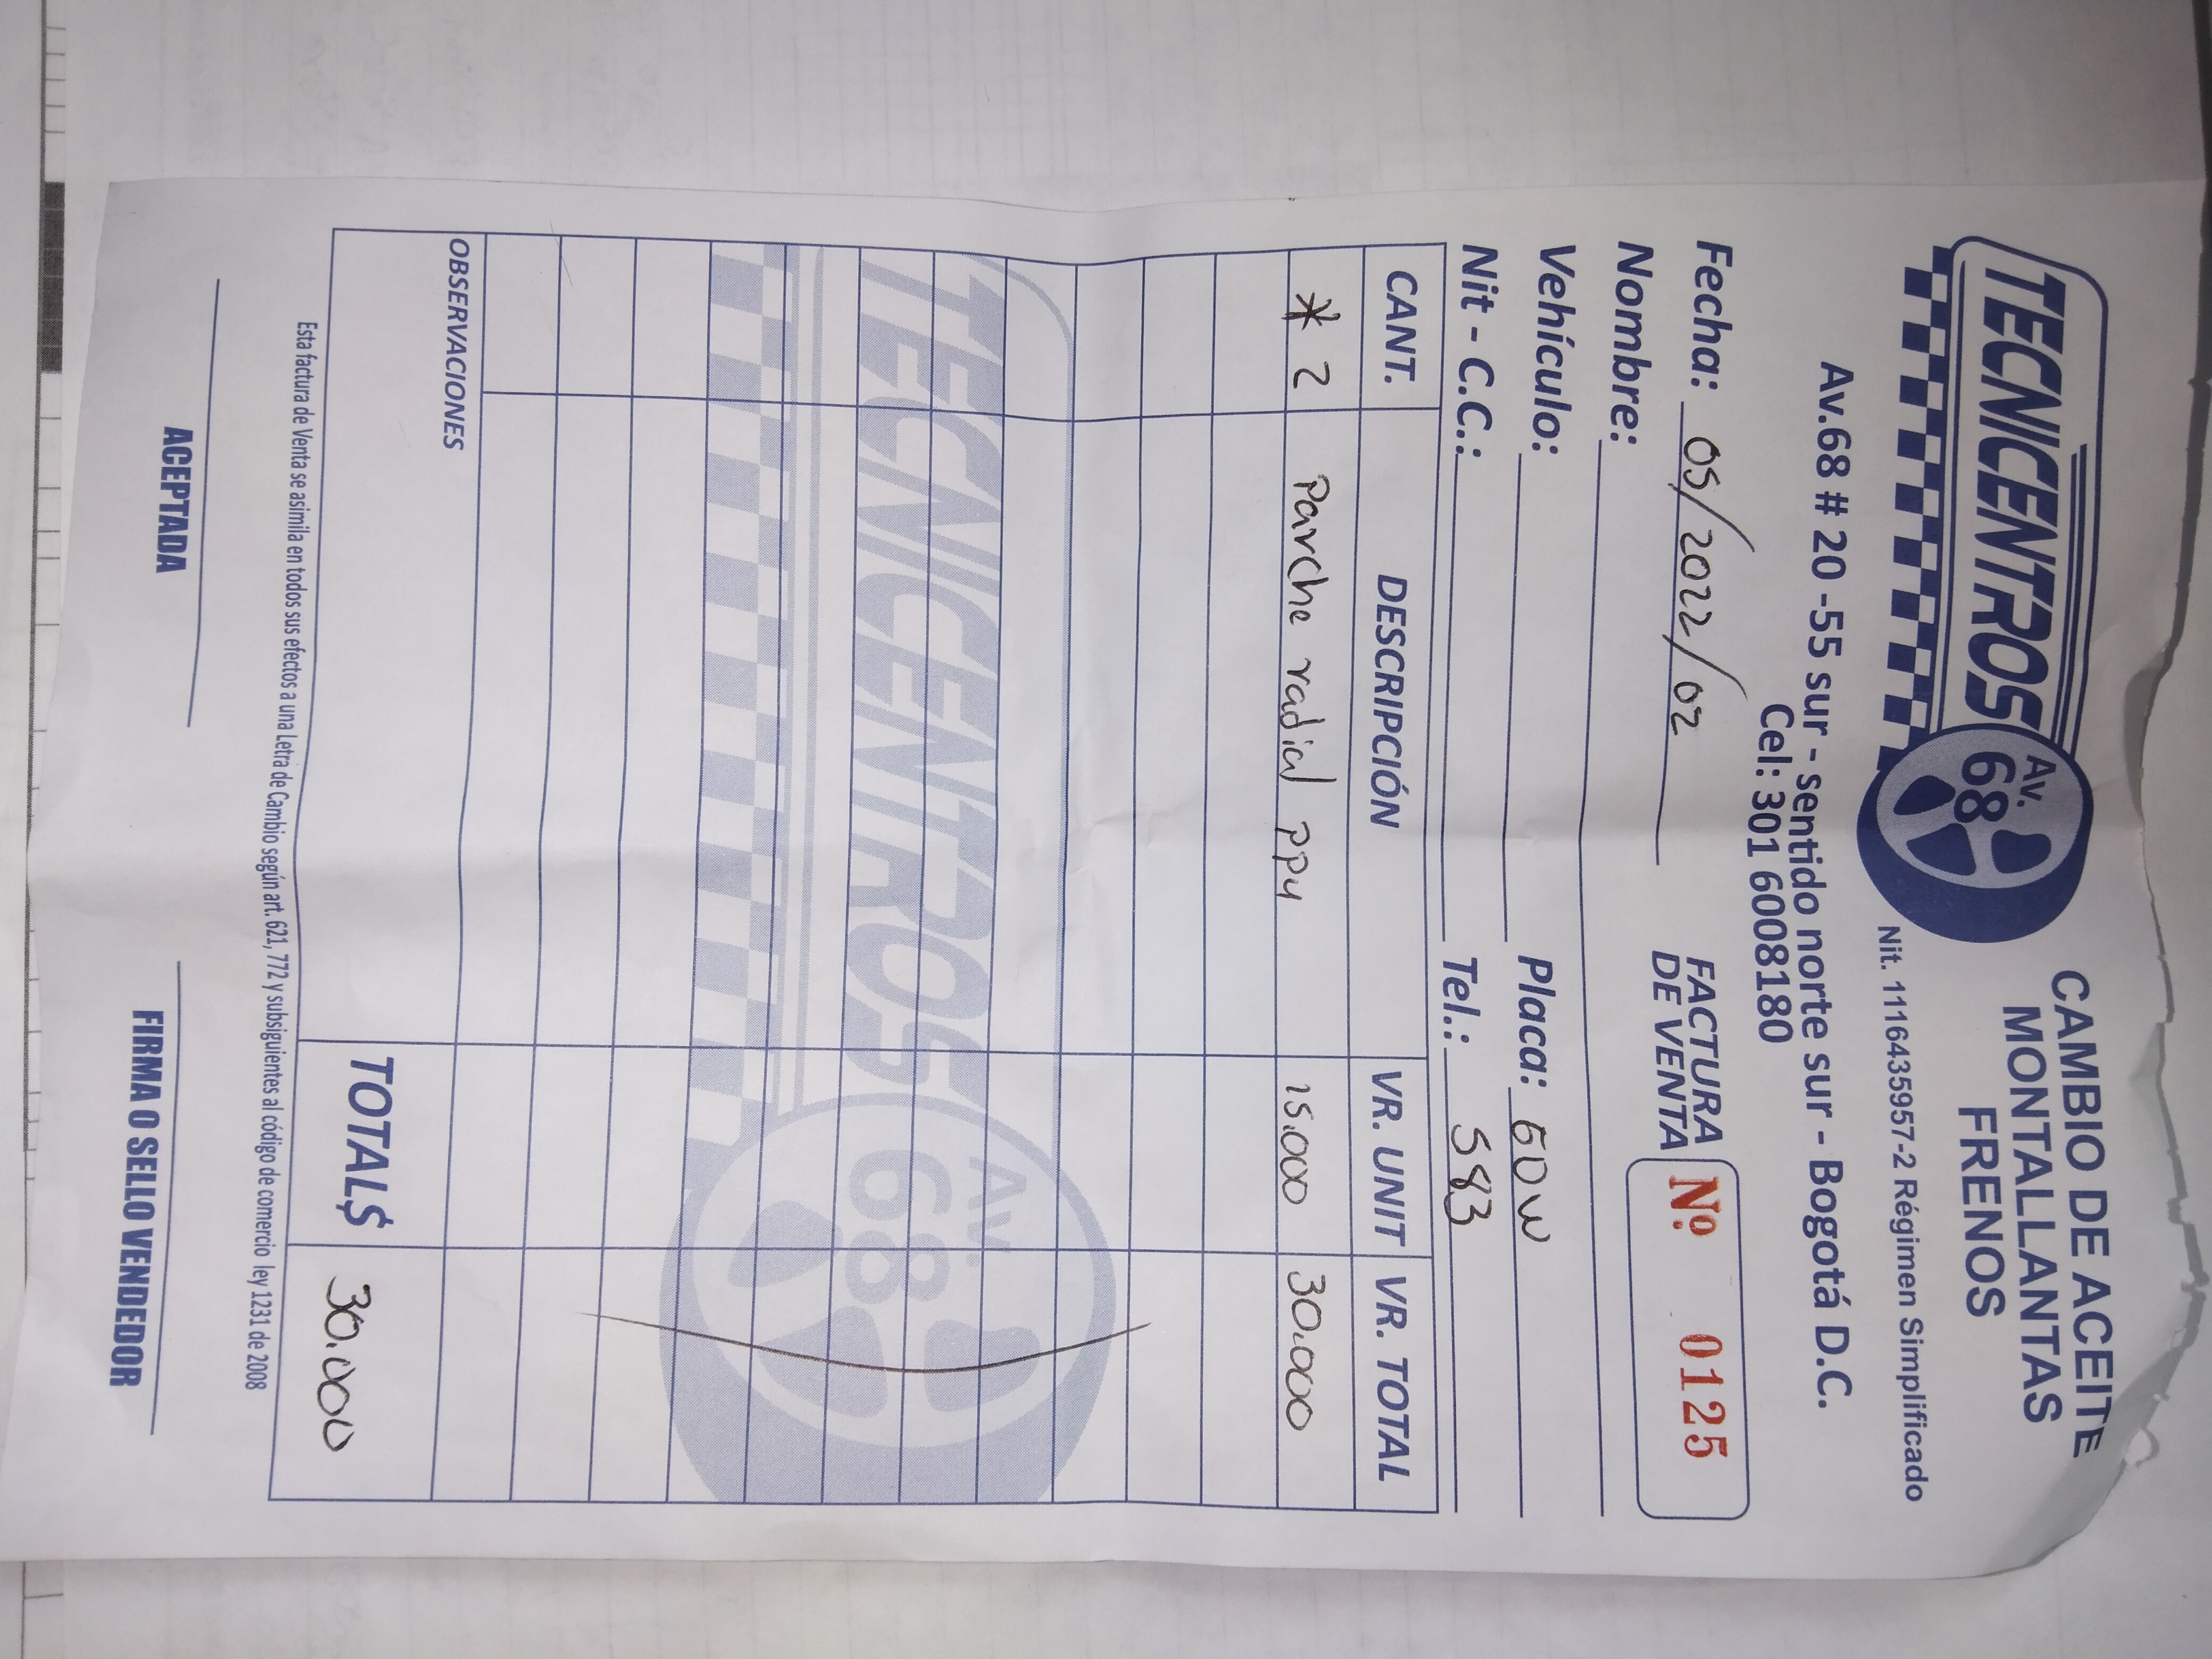 TECNICENTROS
Av.
68
CAMBIO DE ACEITE
MONTALLANTAS
FRENOS
Nit. 1116435957-2 Régimen Simplificado
Av.68 # 20 -55 sur - sentido norte sur - Bogotá D.C.
Cel: 301 6008180
Fecha: 05/2022/02
FACTURA
DE VENTA
Nº 0125
Nombre:
Vehículo: Placa: EDW
Nit - C.C.: Tel.: 583
CANT. DESCRIPCIÓN VR. UNIT VR. TOTAL
* 2 Parche radial PP4 15.000 30.000
TECNICENTROS
Av.
68
OBSERVACIONES
TOTAL$ 30.000
Esta factura de Venta se asimila en todos sus efectos a una Letra de Cambio según art. 621, 772 y subsiguientes al código de comercio ley 1231 de 2008
ACEPTADA
FIRMA O SELLO VENDEDOR